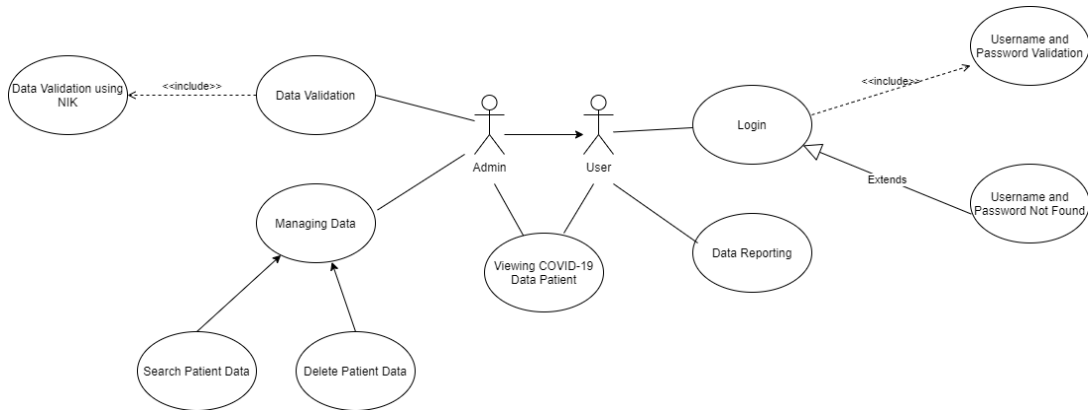 Username and
Password Validation
Data Validation using
NIK
<<include>>
Data Validation
<<include>>
Login
Admin
User
Extends
Username and
Password Not Found
Managing Data
Viewing COVID-19
Data Patient
Data Reporting
Search Patient Data
Delete Patient Data